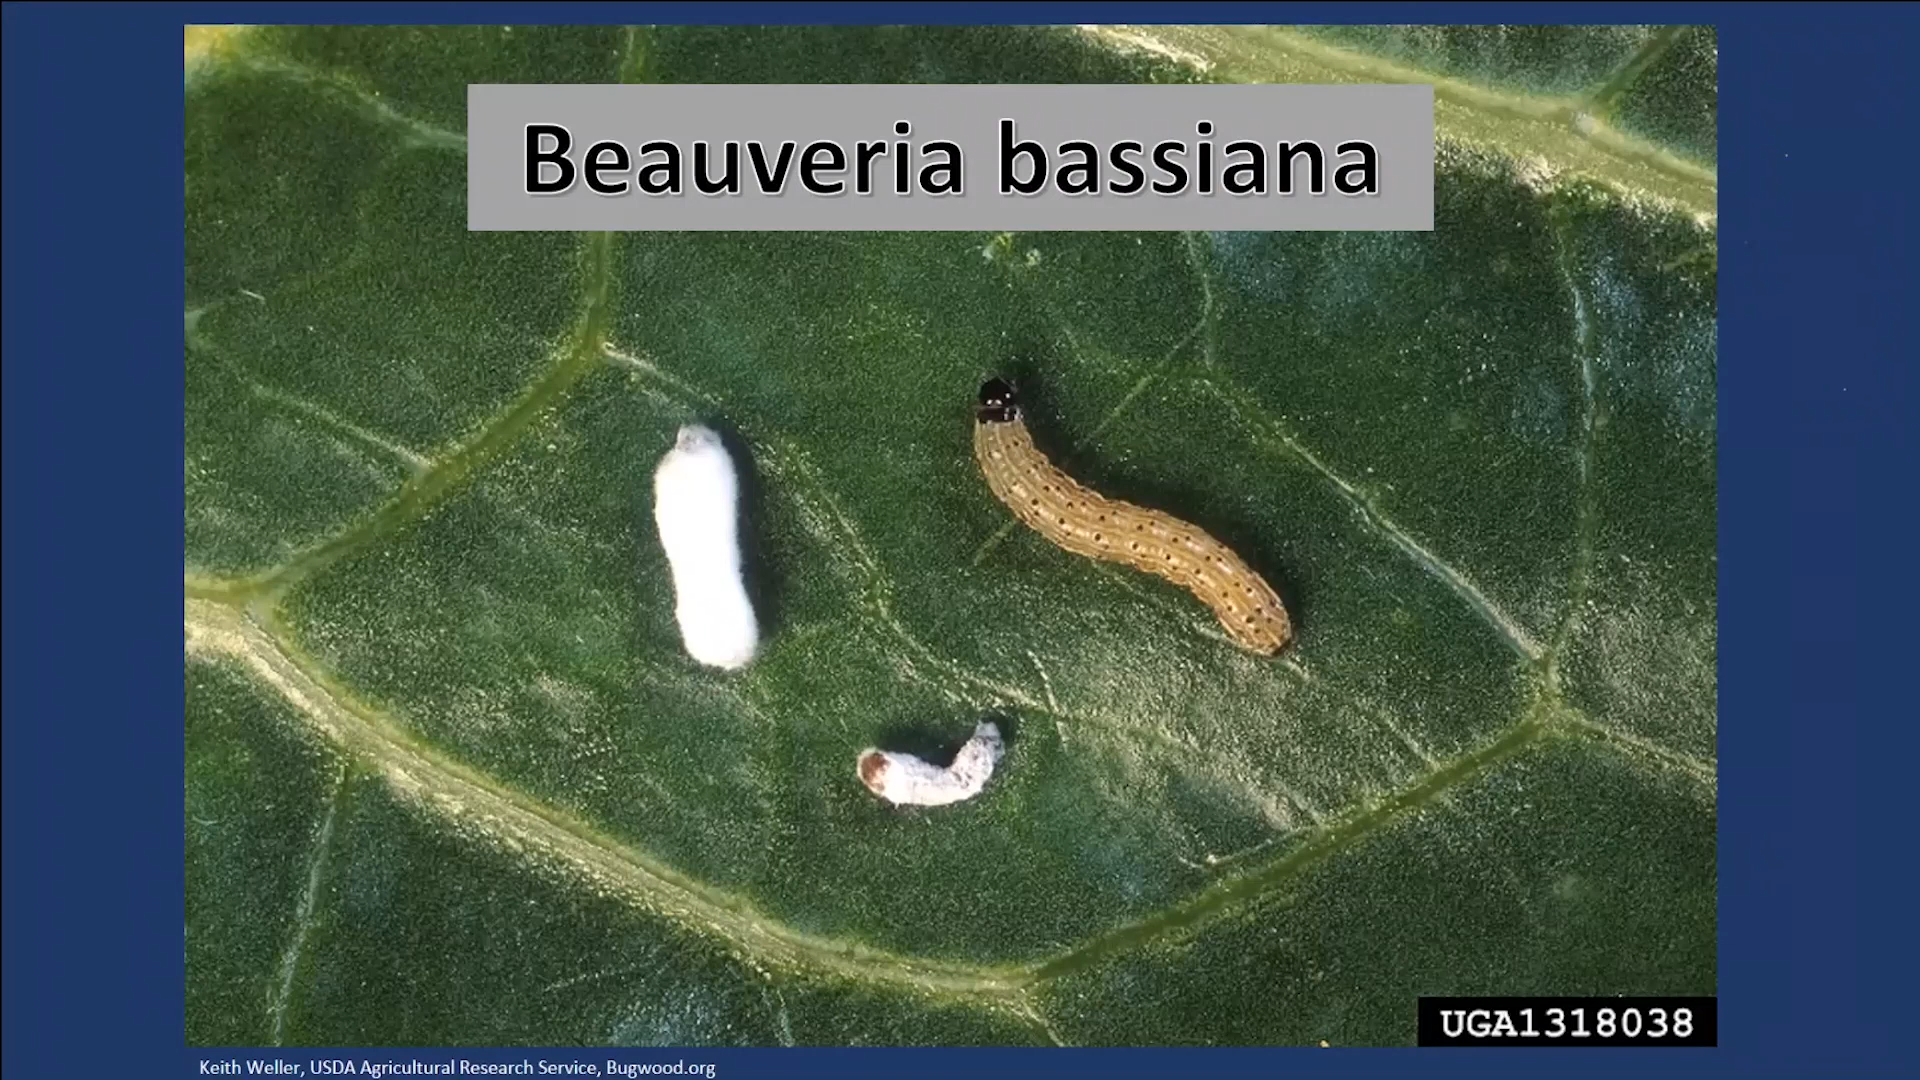 Beauveria bassiana
UGA1318038
Keith Weller, USDA Agricultural Research Service, Bugwood.org